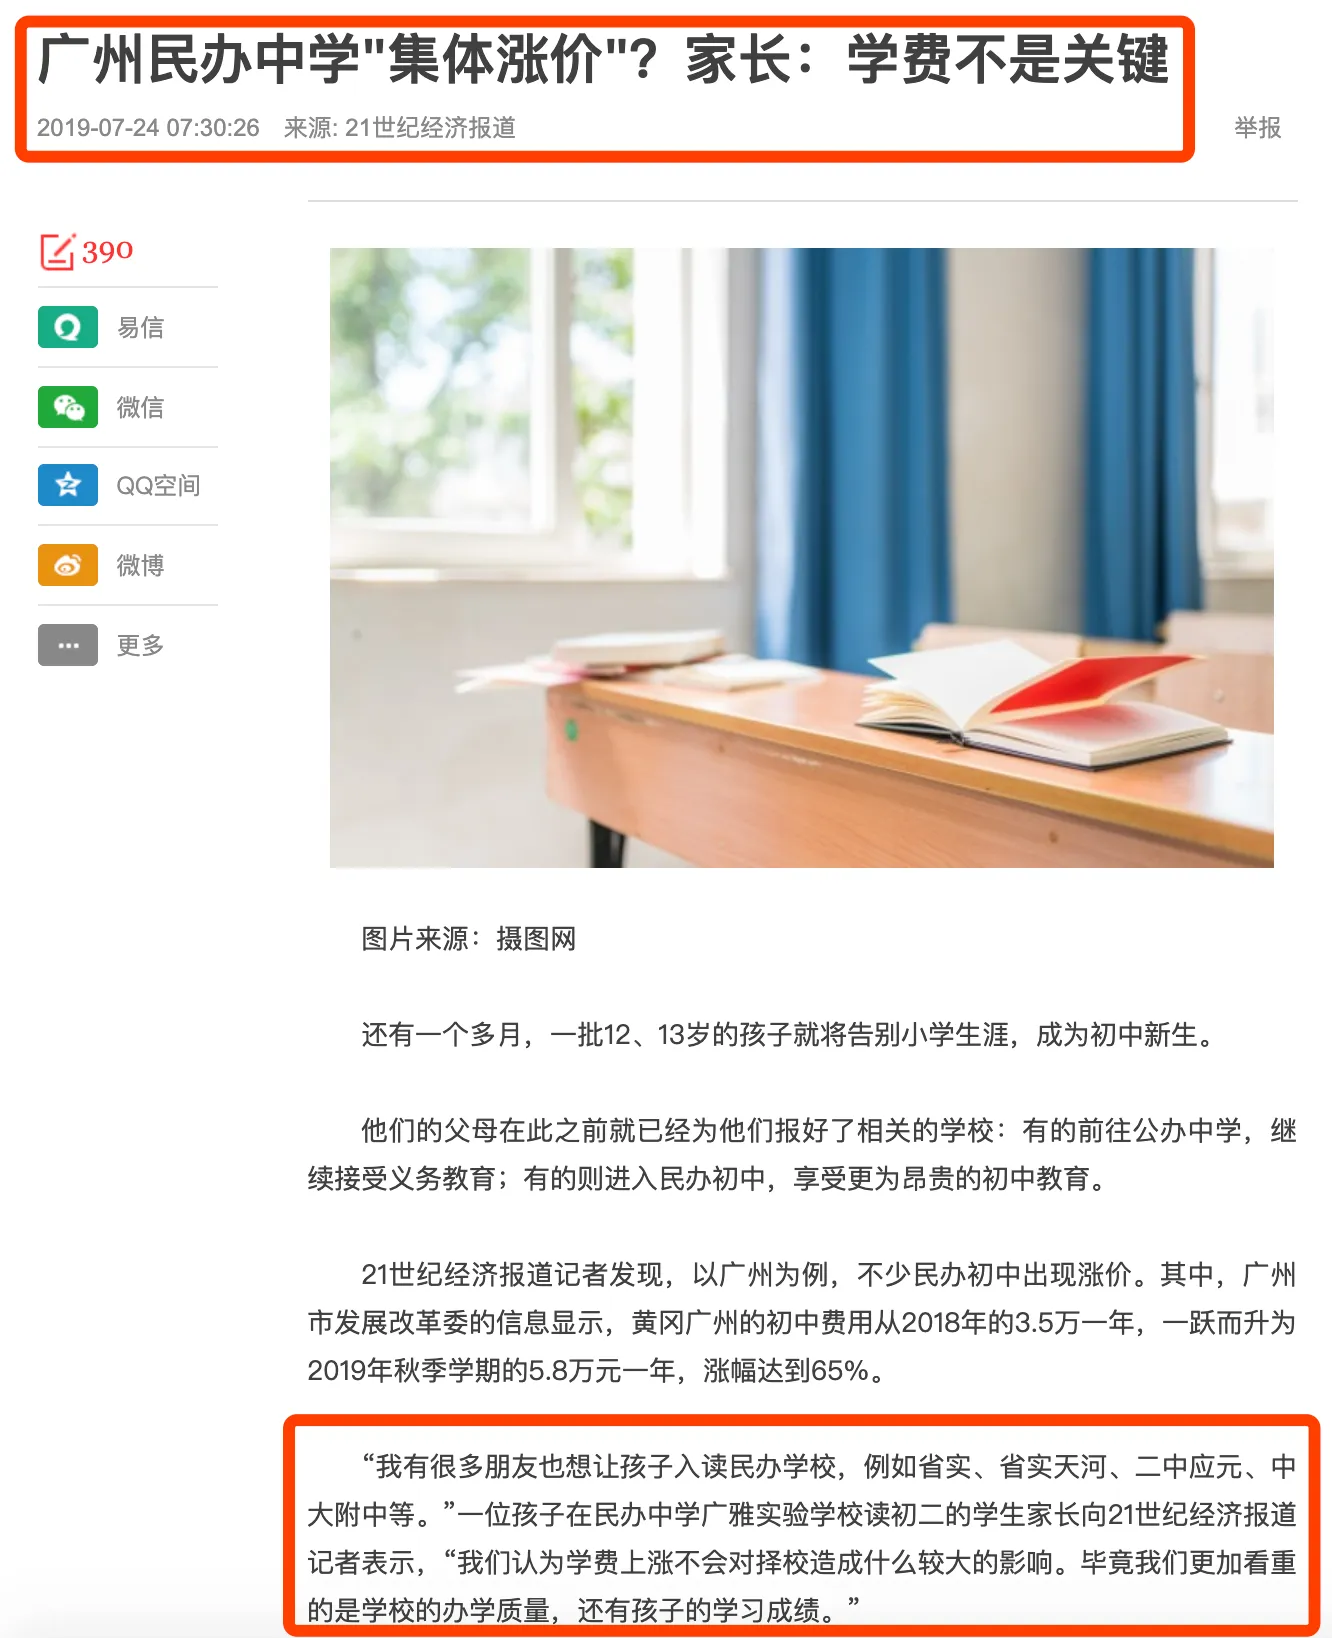 广州民办中学"集体涨价"？家长：学费不是关键
2019-07-24 07:30:26 来源: 21世纪经济报道
举报
390
易信
微信
QQ空间
微博
更多
图片来源：摄图网
还有一个多月，一批12、13岁的孩子就将告别小学生涯，成为初中新生。
他们的父母在此之前就已经为他们报好了相关的学校：有的前往公办中学，继
续接受义务教育；有的则进入民办初中，享受更为昂贵的初中教育。
21世纪经济报道记者发现，以广州为例，不少民办初中出现涨价。其中，广州
市发展改革委的信息显示，黄冈广州的初中费用从2018年的3.5万一年，一跃而升为
2019年秋季学期的5.8万元一年，涨幅达到65%。
“我有很多朋友也想让孩子入读民办学校，例如省实、省实天河、二中应元、中
大附中等。”一位孩子在民办中学广雅实验学校读初二的学生家长向21世纪经济报道
记者表示，“我们认为学费上涨不会对择校造成什么较大的影响。毕竟我们更加看重
的是学校的办学质量，还有孩子的学习成绩。”